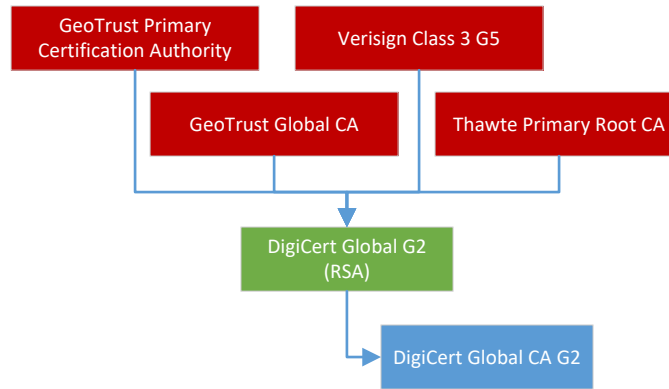 GeoTrust Primary
Certification Authority
Verisign Class 3 G5
GeoTrust Global CA
Thawte Primary Root CA
DigiCert Global G2
(RSA)
DigiCert Global CA G2